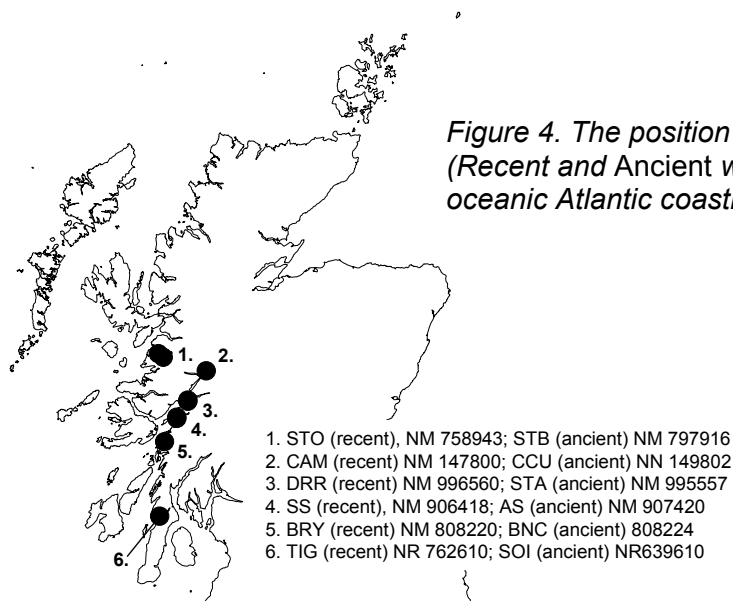 Figure 4. The position
(Recent and Ancient
oceanic Atlantic
1.
2.
3.
4.
5.
6.
1. STO (recent), NM 758943; STB (ancient) NM 797916
2. CAM (recent) NM 147800; CCU (ancient) NN 149802
3. DRR (recent) NM 996560; STA (ancient) NM 995557
4. SS (recent), NM 906418; AS (ancient) NM 907420
5. BRY (recent) NM 808220; BNC (ancient) 808224
6. TIG (recent) NR 762610; SOI (ancient) NR639610